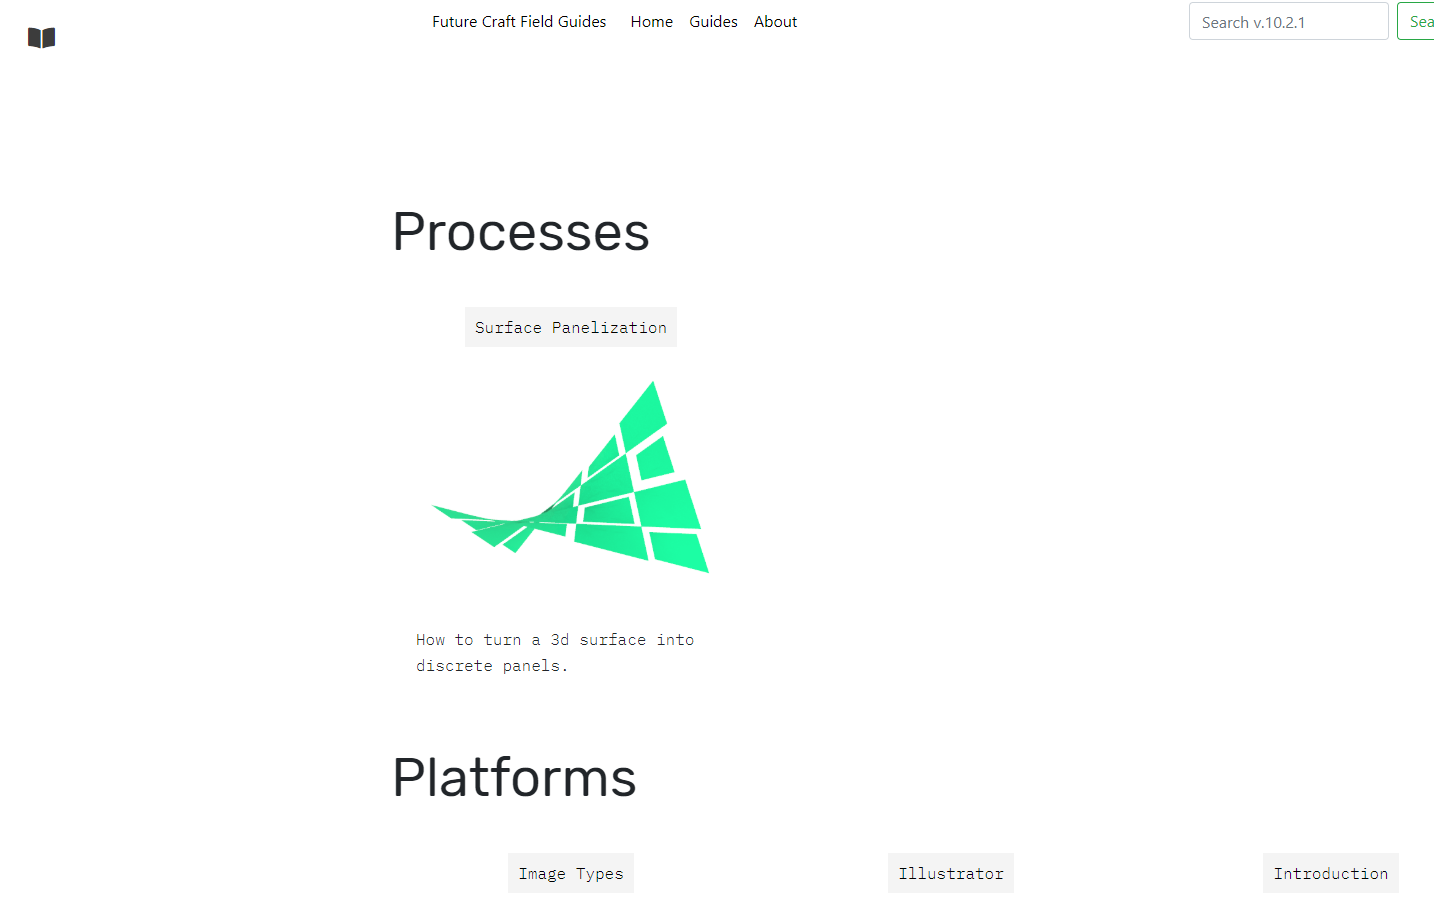 Future Craft Field Guides Home Guides About Search v.10.2.1 Sea
Processes
Surface Panelization
How to turn a 3d surface into
discrete panels.
Platforms
Image Types Illustrator Introduction